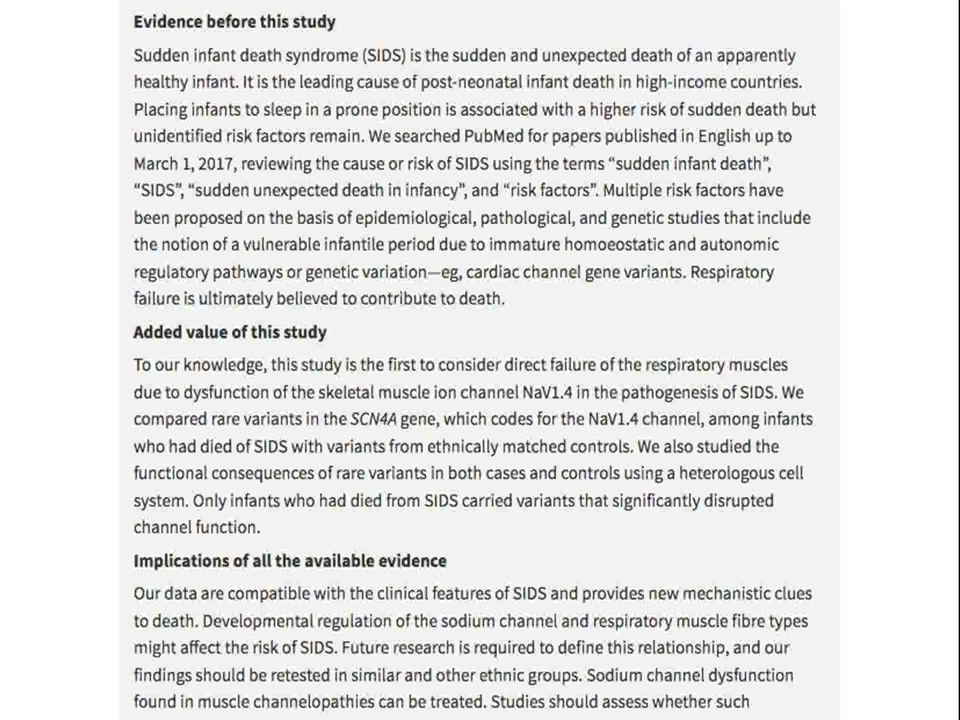 Evidence before this study
Sudden infant death syndrome (SIDS) is the sudden and unexpected death of an apparently
healthy infant. It is the leading cause of post-neonatal infant death in high-income countries.
Placing infants to sleep in a prone position is associated with a higher risk of sudden death but
unidentified risk factors remain. We searched PubMed for papers published in English up to
March 1, 2017, reviewing the cause or risk of SIDS using the terms “sudden infant death”,
“SIDS”, “sudden unexpected death in infancy”, and “risk factors”. Multiple risk factors have
been proposed on the basis of epidemiological, pathological, and genetic studies that include
the notion of a vulnerable infantile period due to immature homoeostatic and autonomic
regulatory pathways or genetic variation—eg, cardiac channel gene variants. Respiratory
failure is ultimately believed to contribute to death.
Added value of this study
To our knowledge, this study is the first to consider direct failure of the respiratory muscles
due to dysfunction of the skeletal muscle ion channel NaV1.4 in the pathogenesis of SIDS. We
compared rare variants in the SCN4A gene, which codes for the NaV1.4 channel, among infants
who had died of SIDS with variants from ethnically matched controls. We also studied the
functional consequences of rare variants in both cases and controls using a heterologous cell
system. Only infants who had died from SIDS carried variants that significantly disrupted
channel function.
Implications of all the available evidence
Our data are compatible with the clinical features of SIDS and provides new mechanistic clues
to death. Developmental regulation of the sodium channel and respiratory muscle fibre types
might affect the risk of SIDS. Future research is required to define this relationship, and our
findings should be retested in similar and other ethnic groups. Sodium channel dysfunction
found in muscle channelopathies can be treated. Studies should assess whether such